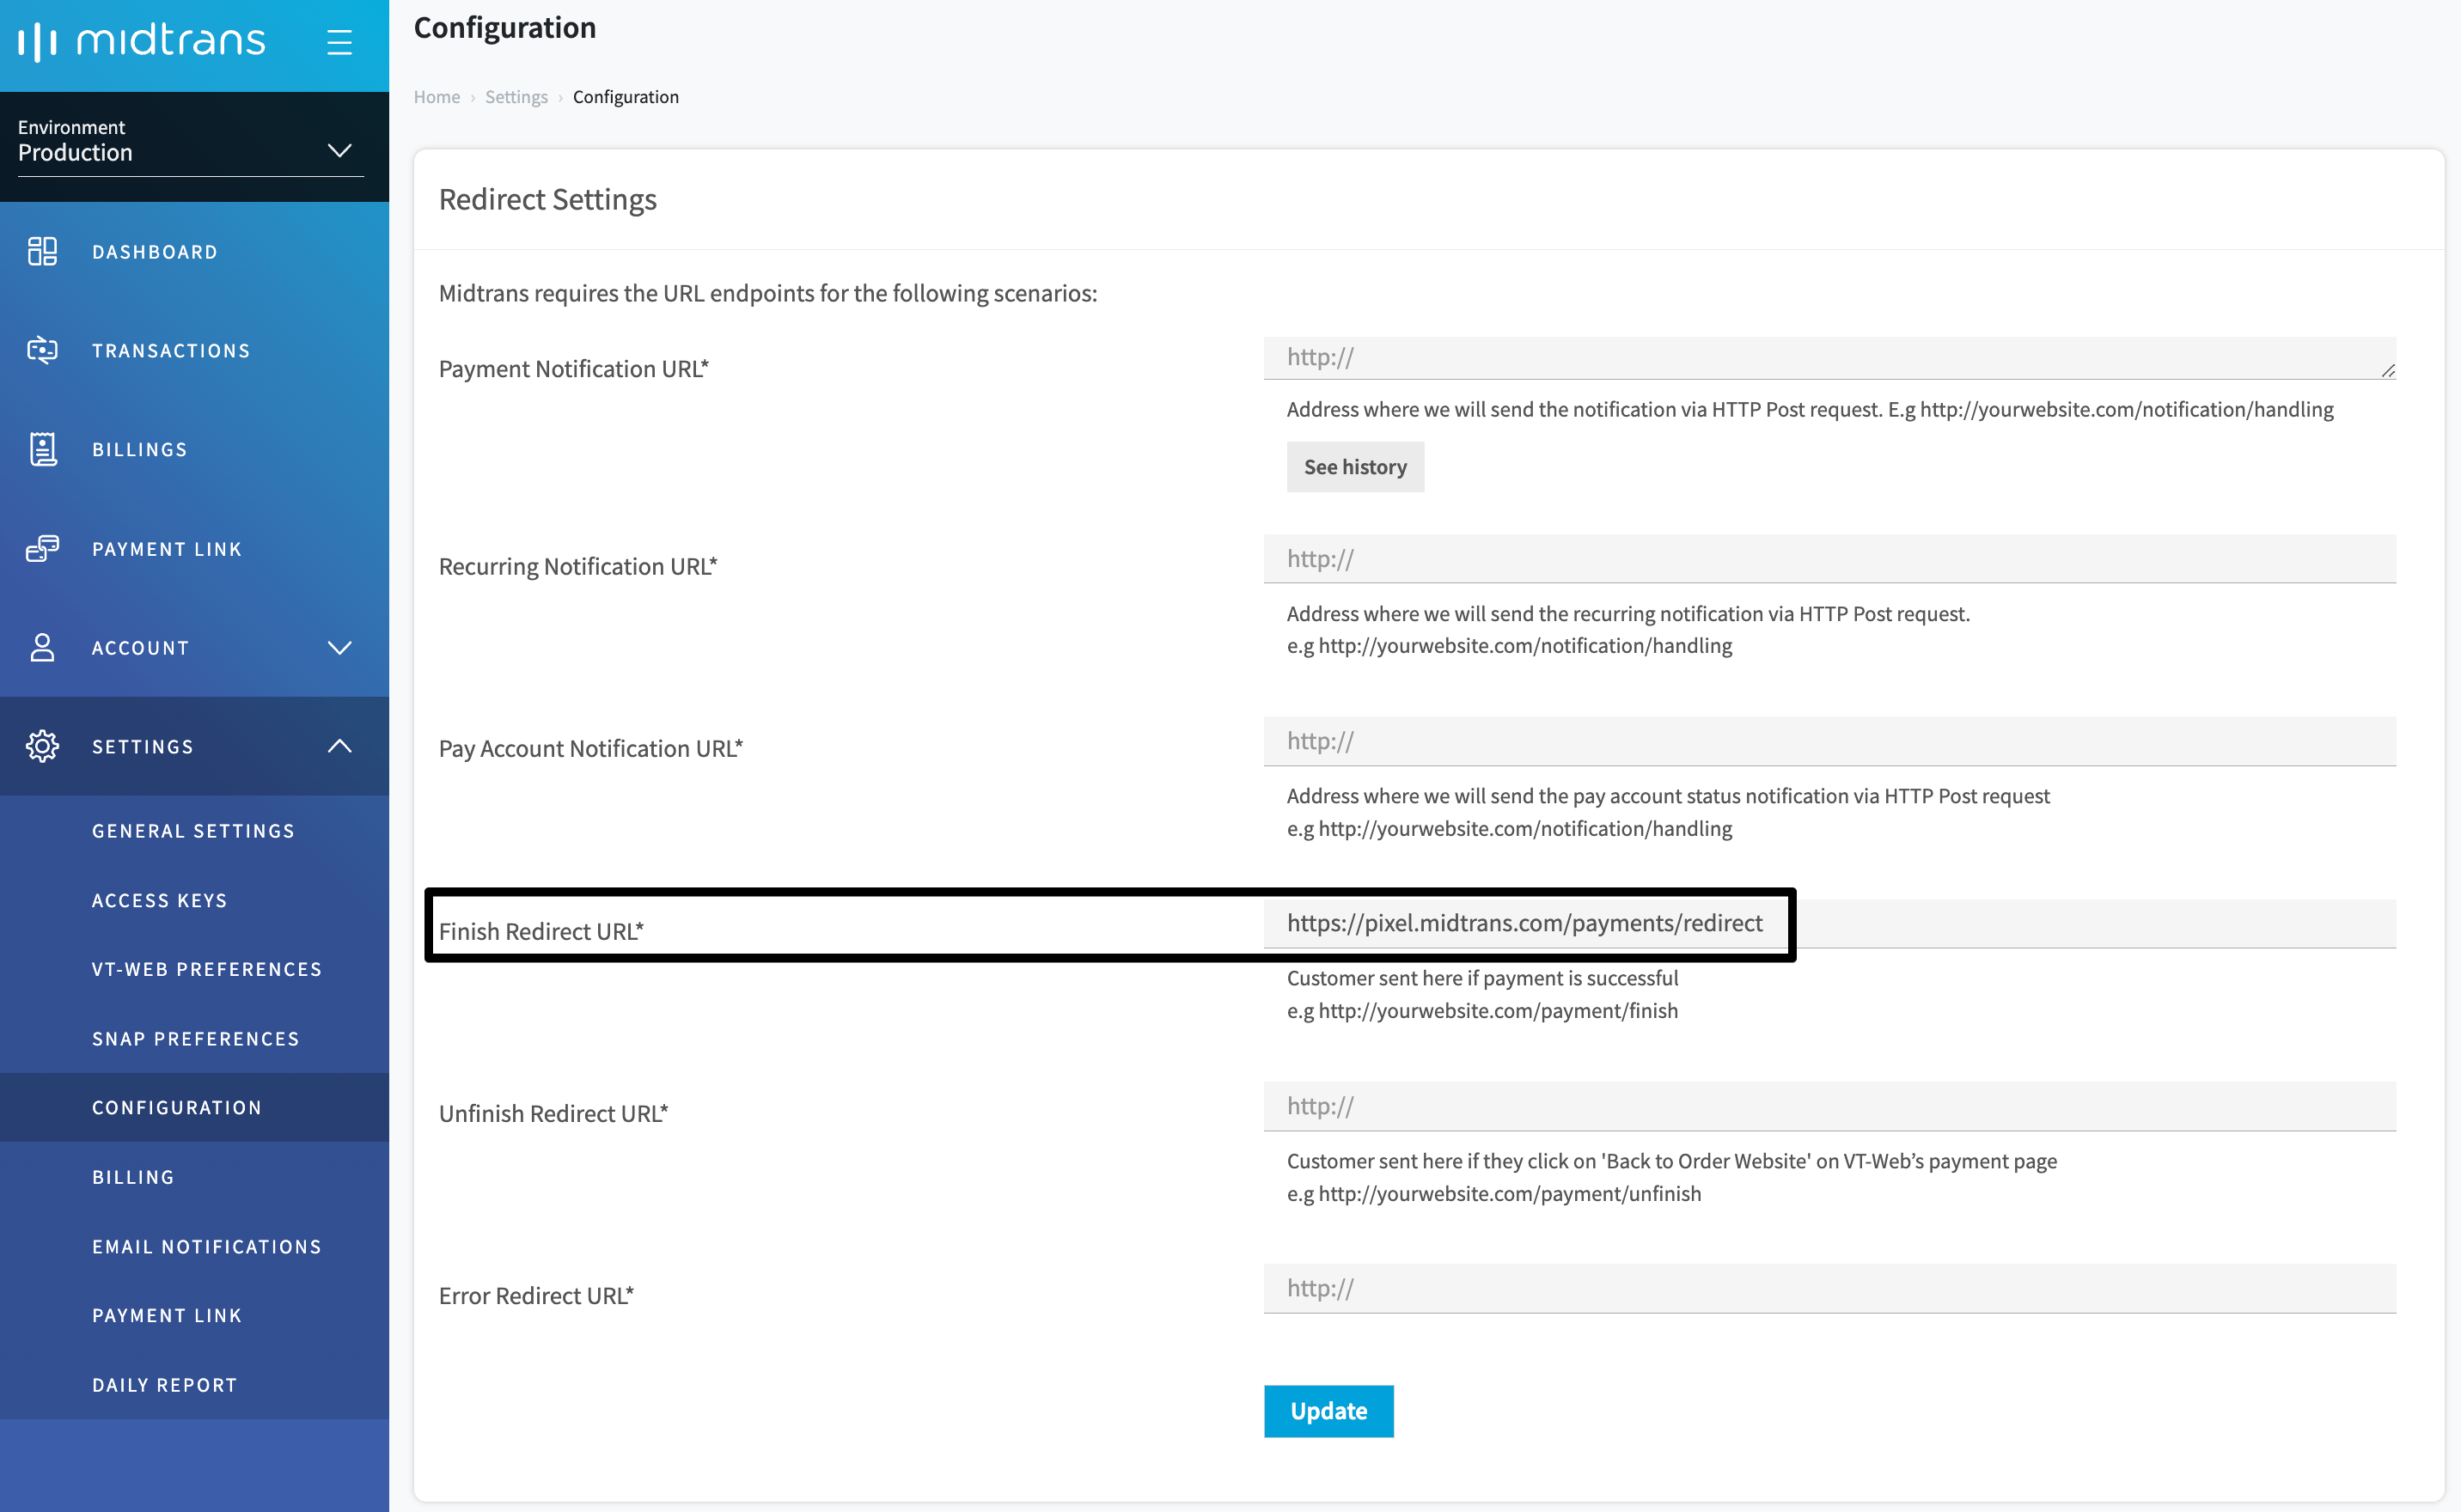 midtrans
Environment
Production
DASHBOARD
TRANSACTIONS
BILLINGS
PAYMENT LINK
ACCOUNT
SETTINGS
GENERAL SETTINGS
ACCESS KEYS
VT-WEB PREFERENCES
SNAP PREFERENCES
CONFIGURATION
BILLING
EMAIL NOTIFICATIONS
PAYMENT LINK
DAILY REPORT
Configuration
Home › Settings › Configuration
Redirect Settings
Midtrans requires the URL endpoints for the following scenarios:
Payment Notification URL*
http://
Address where we will send the notification via HTTP Post request. E.g http://yourwebsite.com/notification/handling
See history
Recurring Notification URL*
http://
Address where we will send the recurring notification via HTTP Post request.
e.g http://yourwebsite.com/notification/handling
Pay Account Notification URL*
http://
Address where we will send the pay account status notification via HTTP Post request
e.g http://yourwebsite.com/notification/handling
Finish Redirect URL*
https://pixel.midtrans.com/payments/redirect
Customer sent here if payment is successful
e.g http://yourwebsite.com/payment/finish
Unfinish Redirect URL*
http://
Customer sent here if they click on 'Back to Order Website' on VT-Web’s payment page
e.g http://yourwebsite.com/payment/unfinish
Error Redirect URL*
http://
Update